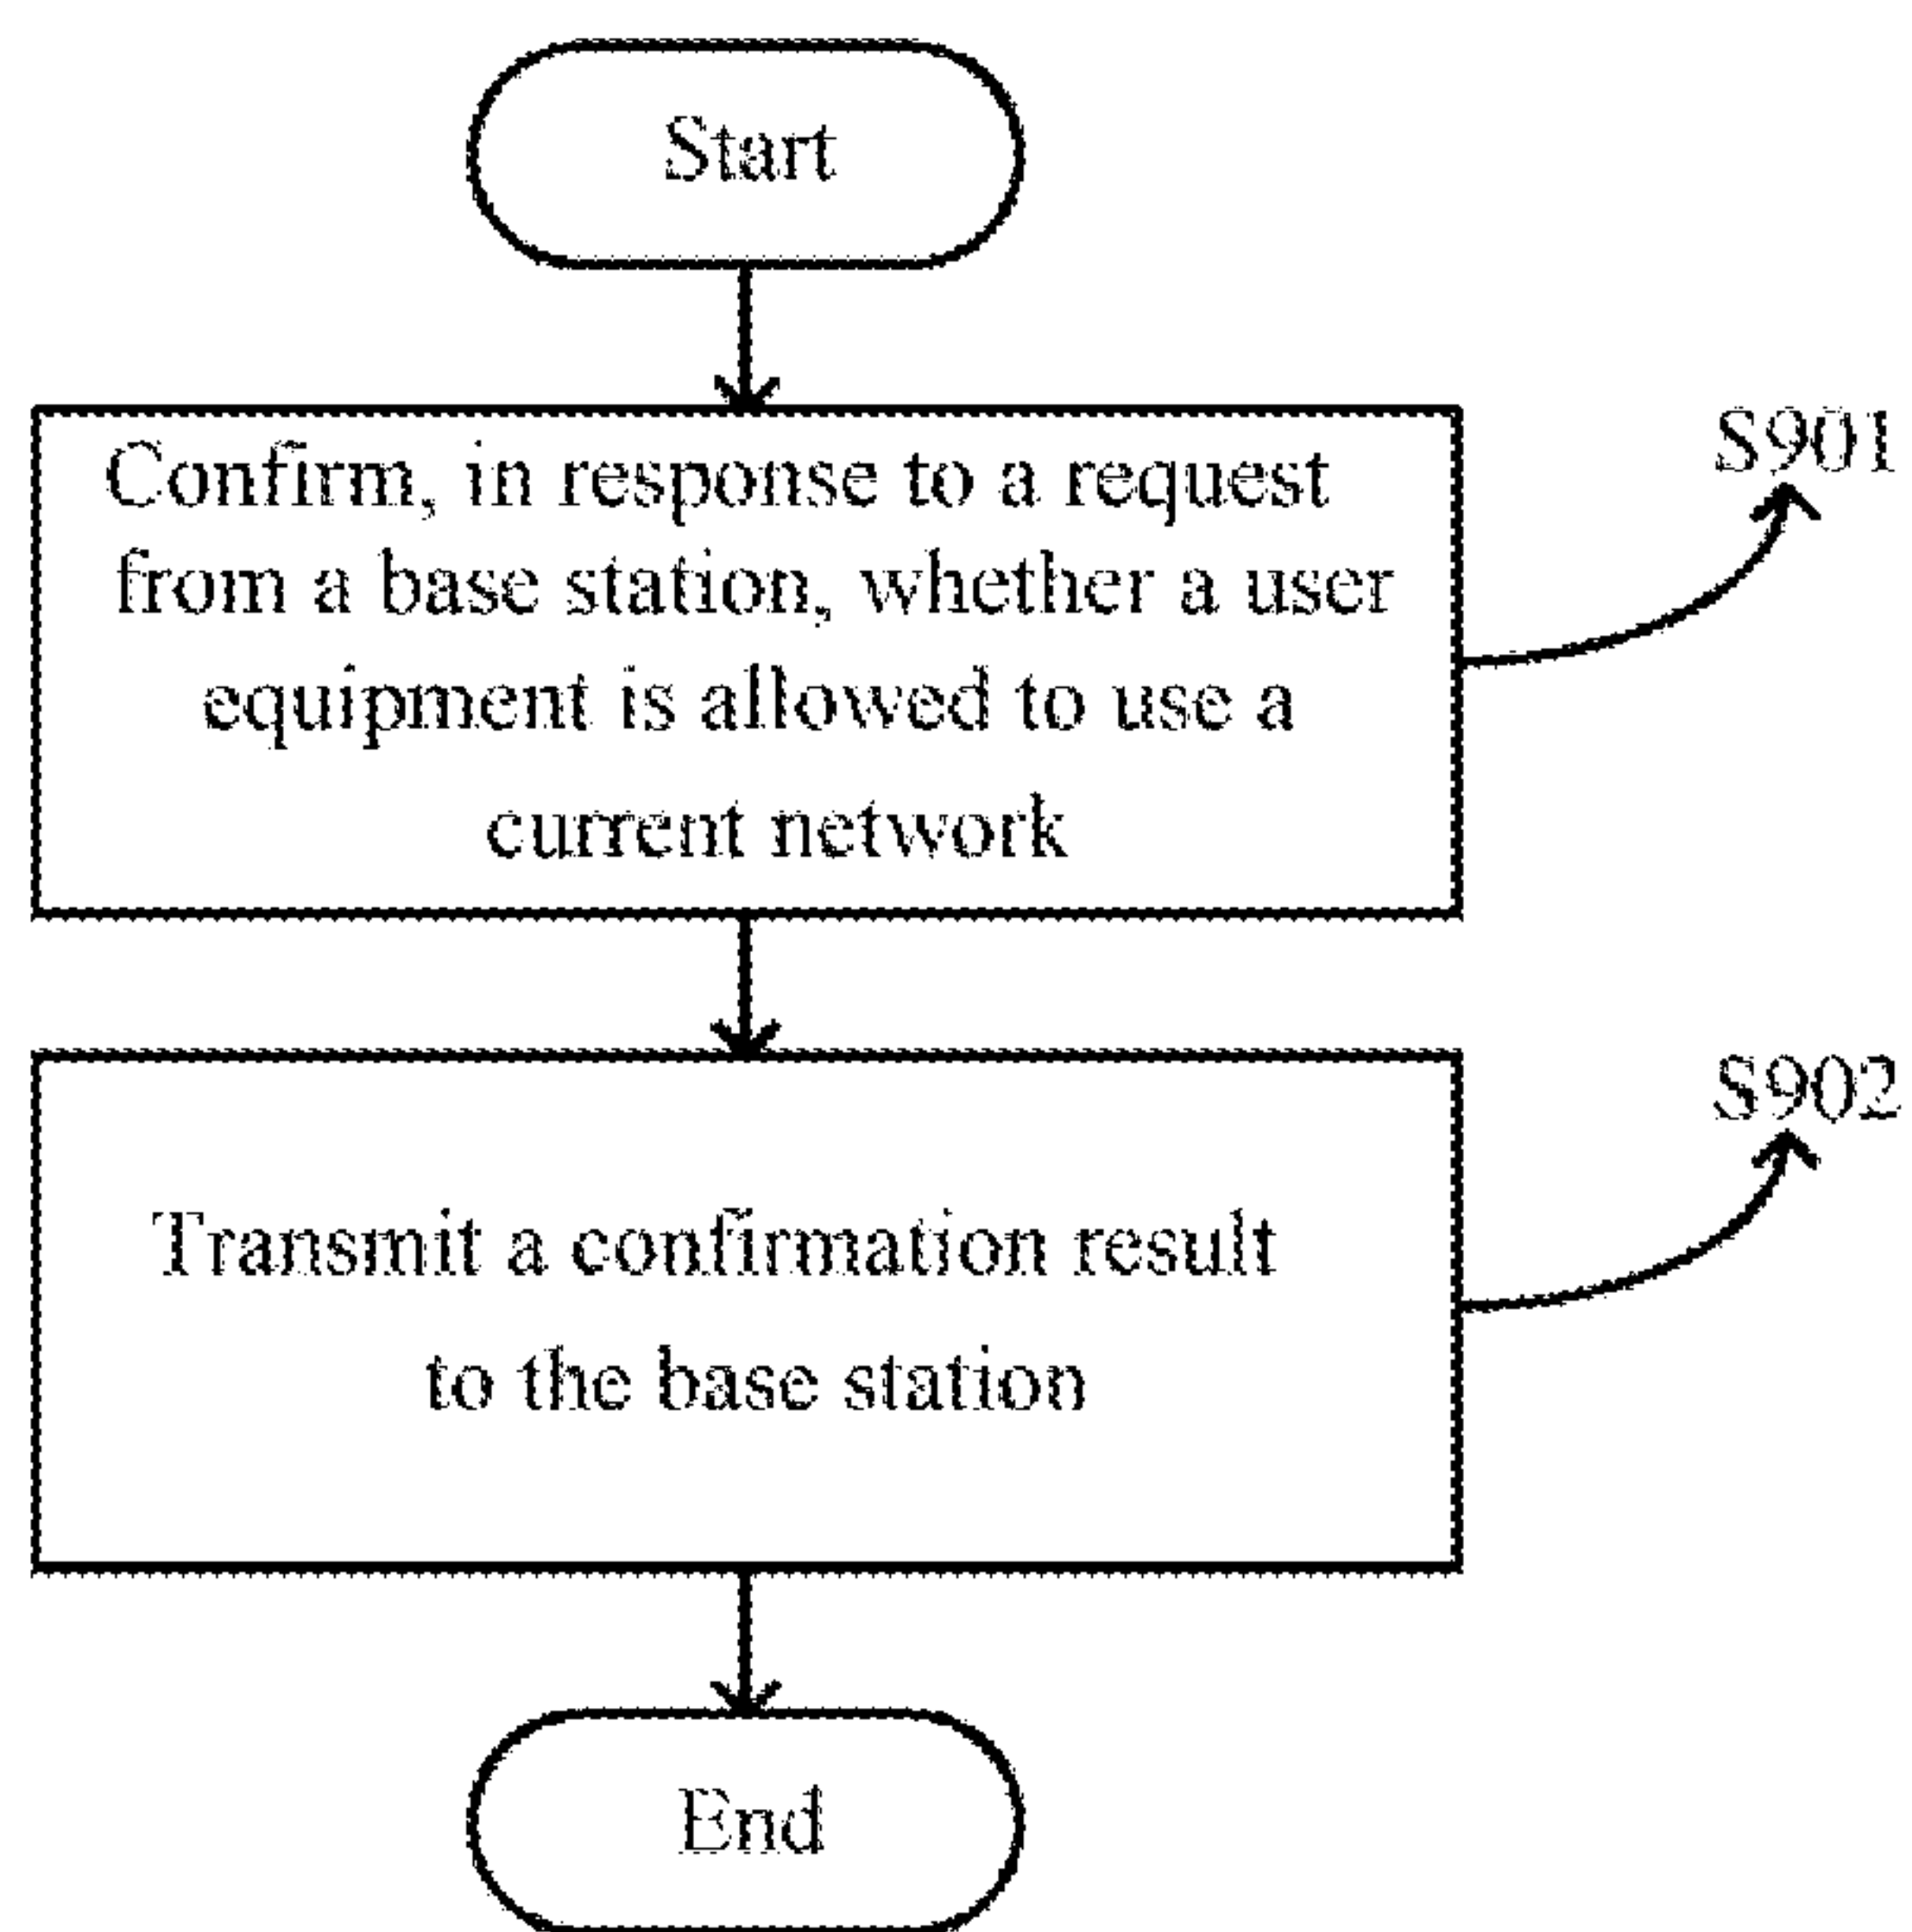 Start
Confirm, in response to a request
from a base station, whether a user
equipment is allowed to use a
current network
S901
Transmit a confirmation result
to the base station
S902
End